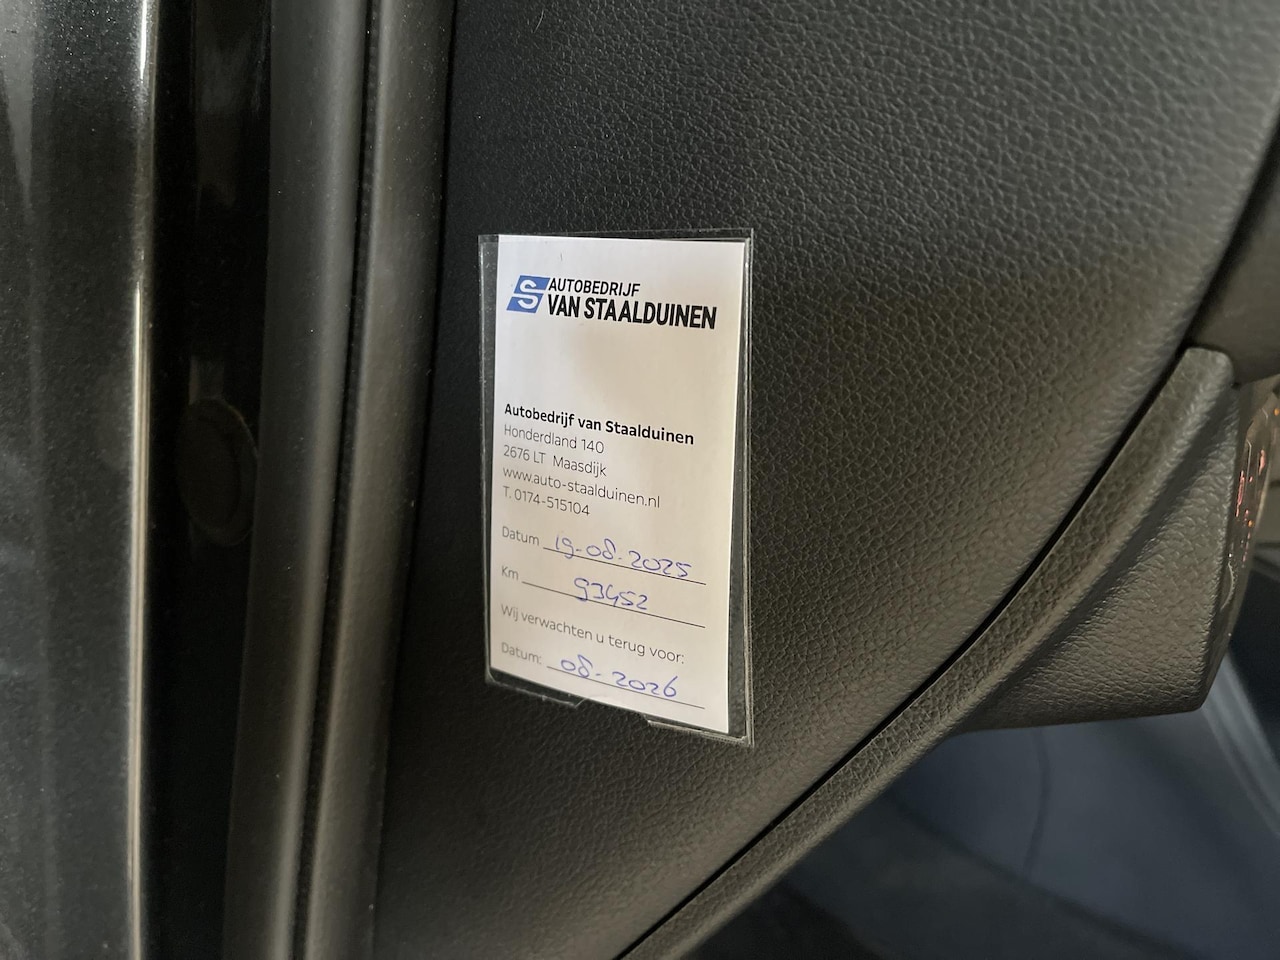 S AUTOBEDRIJF
VAN STAALDUINEN
Autobedrijf van Staalduinen
Honderdland 140
2676 LT Maasdijk
www.auto-staalduinen.nl
T. 0174-515104
Datum 19-08-2025
Km 93452
Wij verwachten u terug voor:
Datum: 08-2026